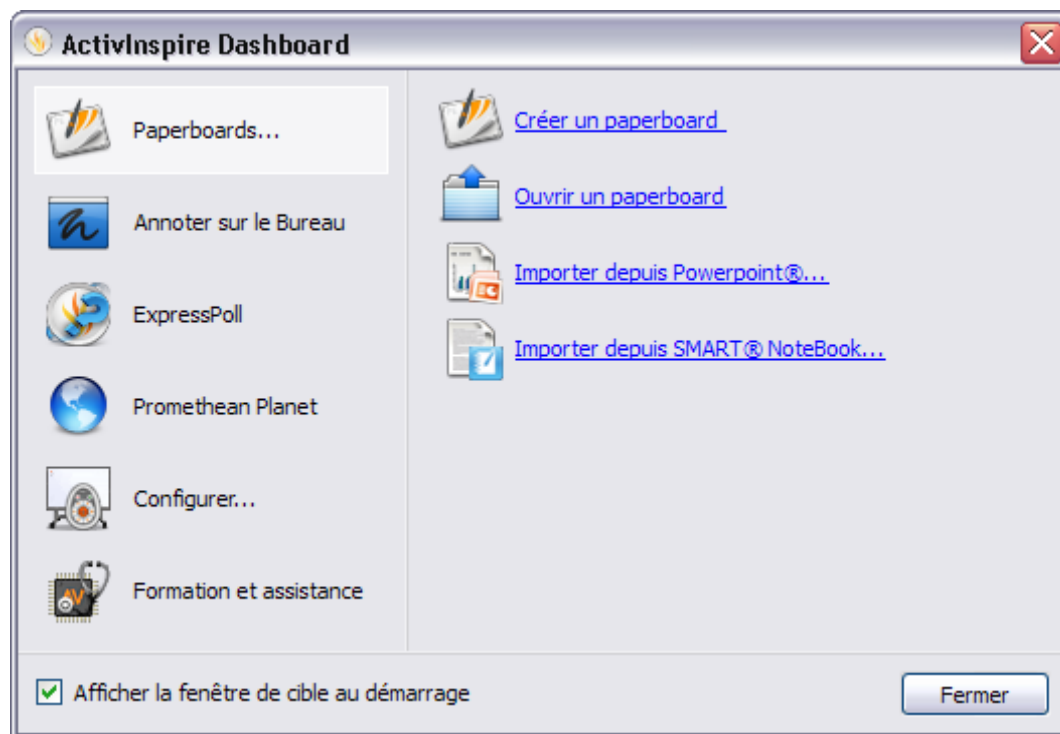 ActivInspire Dashboard
Paperboards...
Annoter sur le Bureau
ExpressPoll
Promethean Planet
Configurer...
Formation et assistance
Créer un paperboard
Ouvrir un paperboard
Importer depuis Powerpoint®...
Importer depuis SMART® NoteBook...
Afficher la fenêtre de cible au démarrage
Fermer